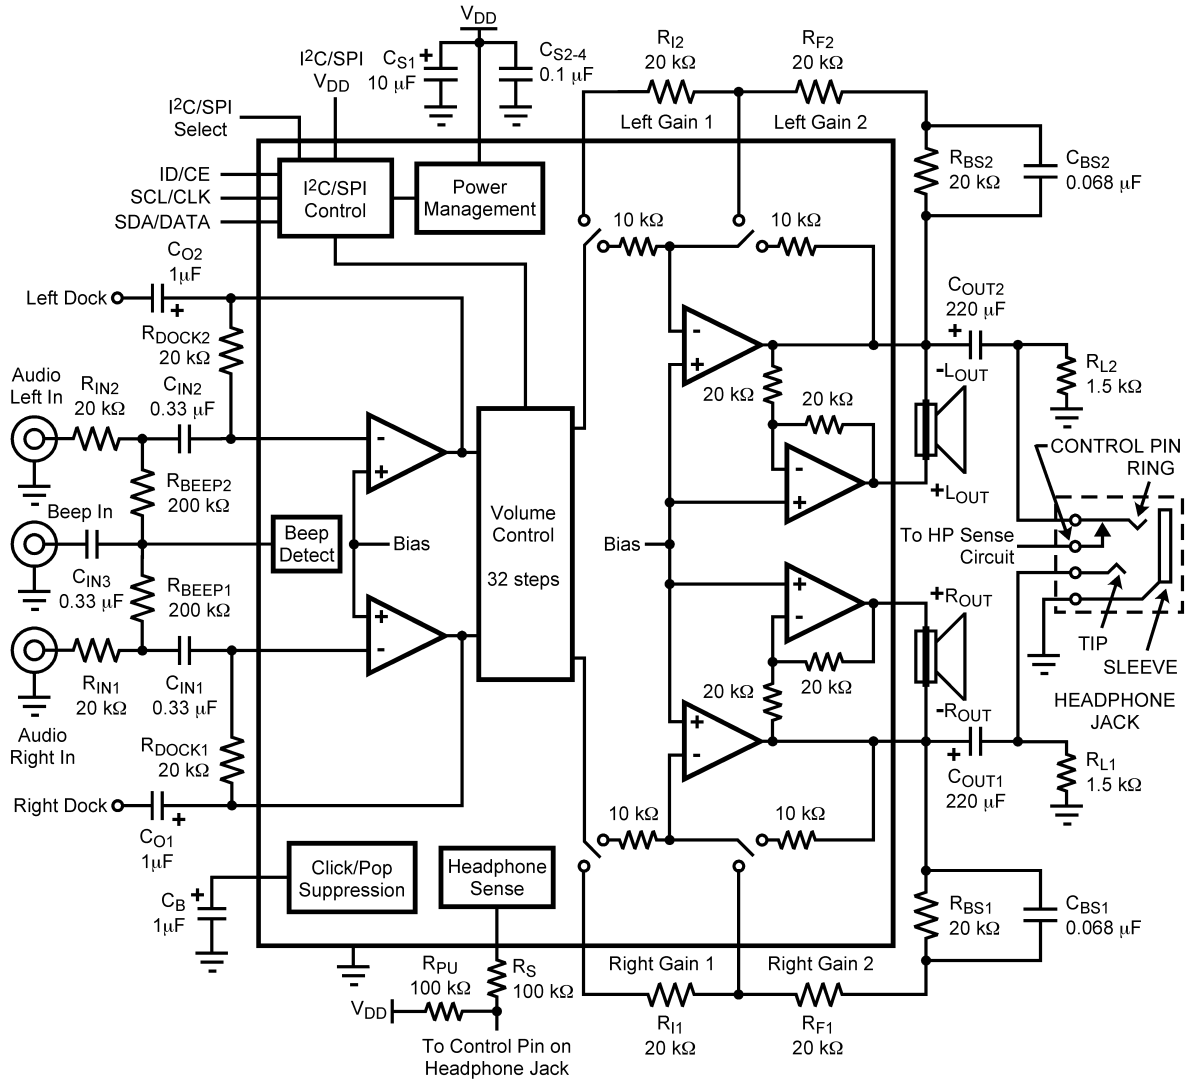 VDD
I2C/SPI
VDD
CS1
10 µF
+
CS2-4
0.1 µF
RI2
20 kΩ
RF2
20 kΩ
I2C/SPI
Select
Left Gain 1
Left Gain 2
ID/CE
SCL/CLK
SDA/DATA
I2C/SPI
Control
Power
Management
RBS2
20 kΩ
CBS2
0.068 µF
CO2
1µF
+
10 kΩ
10 kΩ
Left Dock
RDOCK2
20 kΩ
COUT2
220 µF
+
-
+
Audio
Left In
RIN2
20 kΩ
CIN2
0.33 µF
-LOUT
RL2
1.5 kΩ
20 kΩ
20 kΩ
-
+
-
+
+LOUT
CONTROL PIN
RING
RBEEP2
200 kΩ
Beep In
CIN3
0.33 µF
Beep
Detect
Bias
Volume
Control
32 steps
Bias
To HP Sense
Circuit
RBEEP1
200 kΩ
+
-
+
-
+ROUT
TIP
SLEEVE
HEADPHONE
JACK
RIN1
20 kΩ
CIN1
0.33 µF
20 kΩ
20 kΩ
-ROUT
Audio
Right In
RDOCK1
20 kΩ
+
-
+
COUT1
220 µF
RL1
1.5 kΩ
Right Dock
CO1
1µF
+
10 kΩ
10 kΩ
Click/Pop
Suppression
Headphone
Sense
CB
1µF
+
RBS1
20 kΩ
CBS1
0.068 µF
Right Gain 1
Right Gain 2
RPU
100 kΩ
RS
100 kΩ
VDD
RI1
20 kΩ
RF1
20 kΩ
To Control Pin on
Headphone Jack